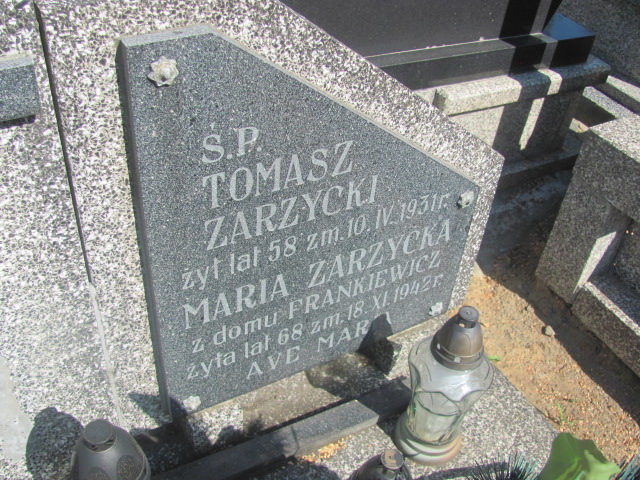 Ś.P.
TOMASZ
ZARZYCKI
żył lat 58 zm. 10. IV. 1931 r.
MARIA ZARZYCKA
z domu FRANKIEWICZ
żyła lat 68 zm. 18 XI. 1942 r.
AVE MAR